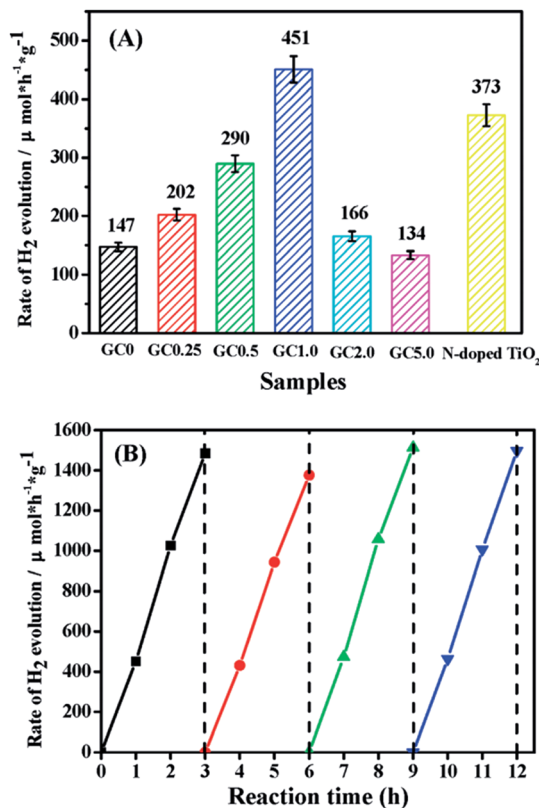 (A)
Rate of H2 evolution / μ mol*h-1*g-1
500
400
300
200
100
0
147
202
290
451
166
134
373
GC0 GC0.25 GC0.5 GC1.0 GC2.0 GC5.0 N-doped TiO2
Samples
(B)
Rate of H2 evolution / μ mol*h-1*g-1
1600
1400
1200
1000
800
600
400
200
0
0 1 2 3 4 5 6 7 8 9 10 11 12
Reaction time (h)